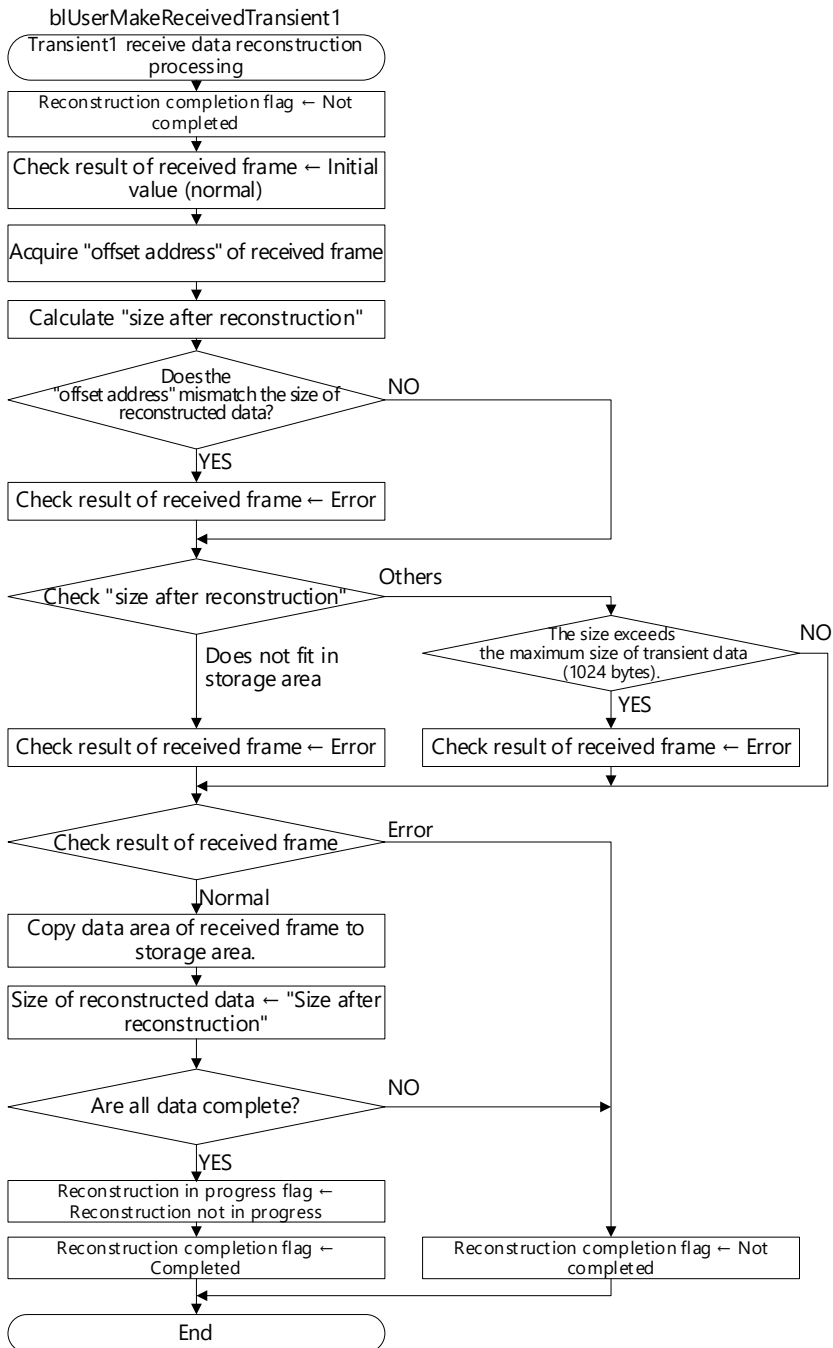 blUserMakeReceivedTransient1
Transient1 receive data reconstruction
processing
Reconstruction completion flag ← Not
completed
Check result of received frame ← Initial
value (normal)
Acquire "offset address" of received frame
Calculate "size after reconstruction"
Does the
"offset address" mismatch the size of
reconstructed data?
NO
YES
Check result of received frame ← Error
Check "size after reconstruction"
Others
Does not fit in
storage area
The size exceeds
the maximum size of transient data
(1024 bytes).
NO
YES
Check result of received frame ← Error
Check result of received frame ← Error
Check result of received frame
Error
Normal
Copy data area of received frame to
storage area.
Size of reconstructed data ← "Size after
reconstruction"
Are all data complete?
NO
YES
Reconstruction in progress flag ←
Reconstruction not in progress
Reconstruction completion flag ←
Completed
Reconstruction completion flag ← Not
completed
End